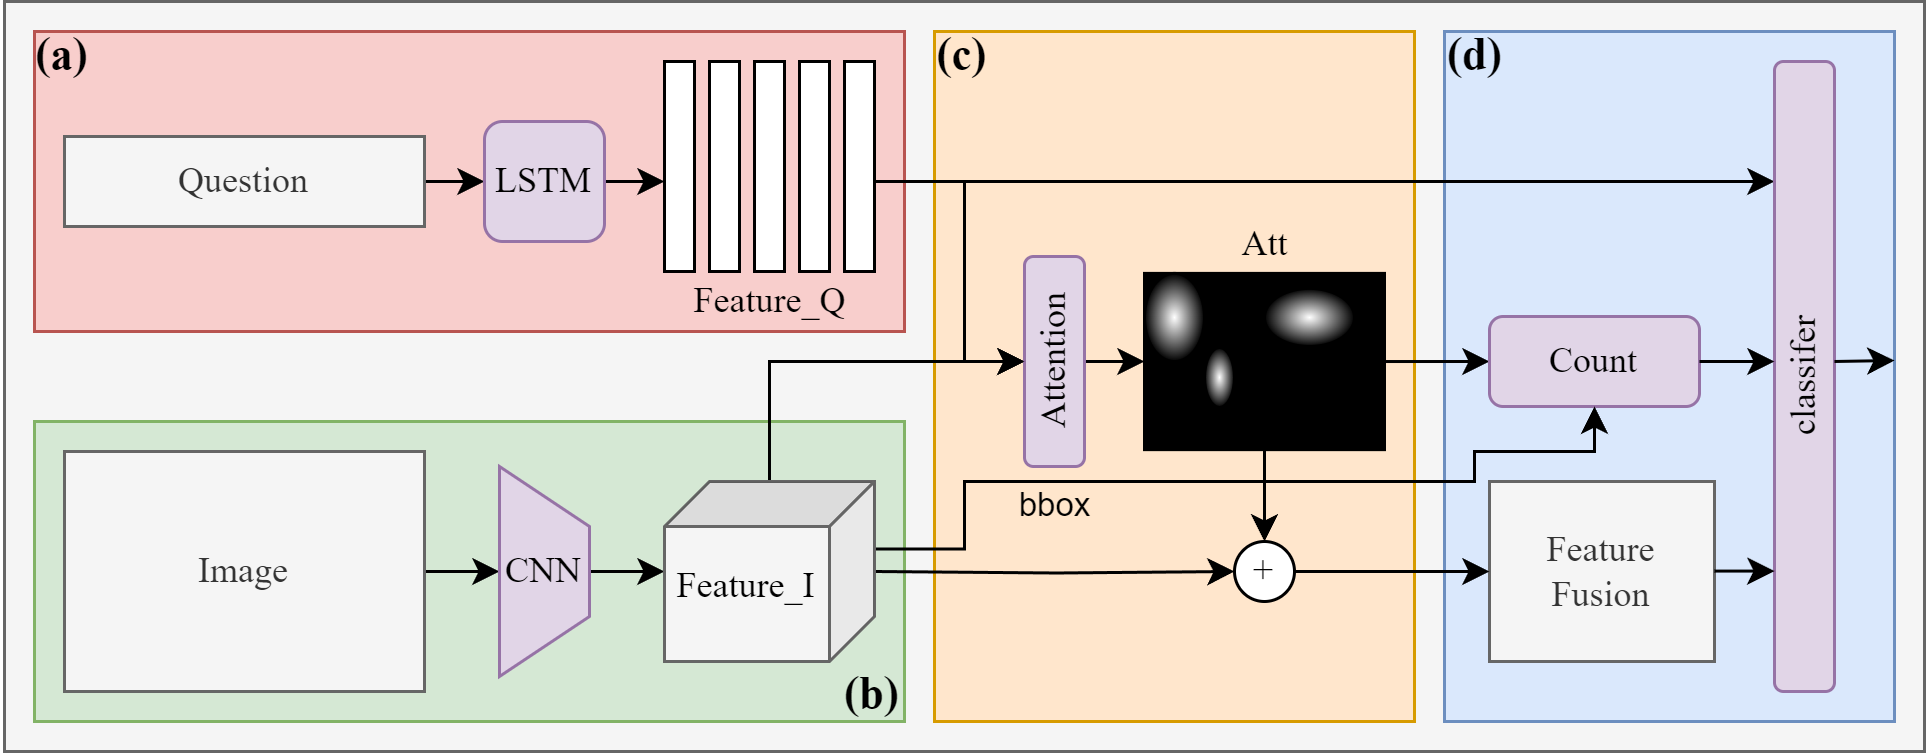 (a)
Question
LSTM
Feature_Q
(b)
Image
CNN
Feature_I
(c)
Attention
Att
bbox
+
(d)
Count
Feature
Fusion
classifer